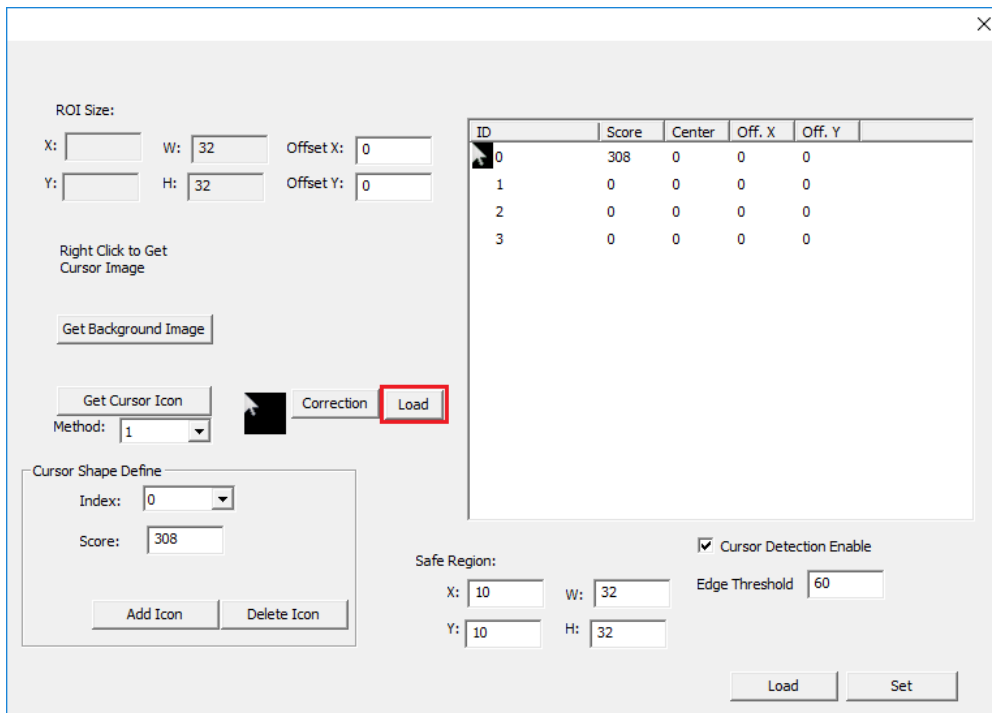 ROI Size:
X: W: 32 Offset X: 0
Y: H: 32 Offset Y: 0
Right Click to Get
Cursor Image
Get Background Image
Get Cursor Icon
Method: 1
Correction Load
Cursor Shape Define
Index: 0
Score: 308
Add Icon Delete Icon
ID Score Center Off. X Off. Y
0 308 0 0 0
1 0 0 0 0
2 0 0 0 0
3 0 0 0 0
Safe Region:
X: 10 W: 32
Y: 10 H: 32
Cursor Detection Enable
Edge Threshold 60
Load Set